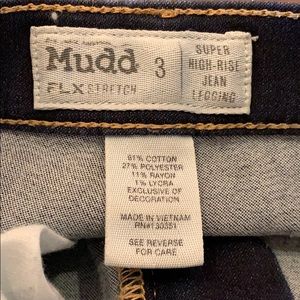 Mudd
FLX STRETCH
3
SUPER
HIGH-RISE
JEAN
LEGGING
61% COTTON
27% POLYESTER
11% RAYON
1% LYCRA
EXCLUSIVE OF
DECORATION
MADE IN VIETNAM
RN#130351
SEE REVERSE
FOR CARE